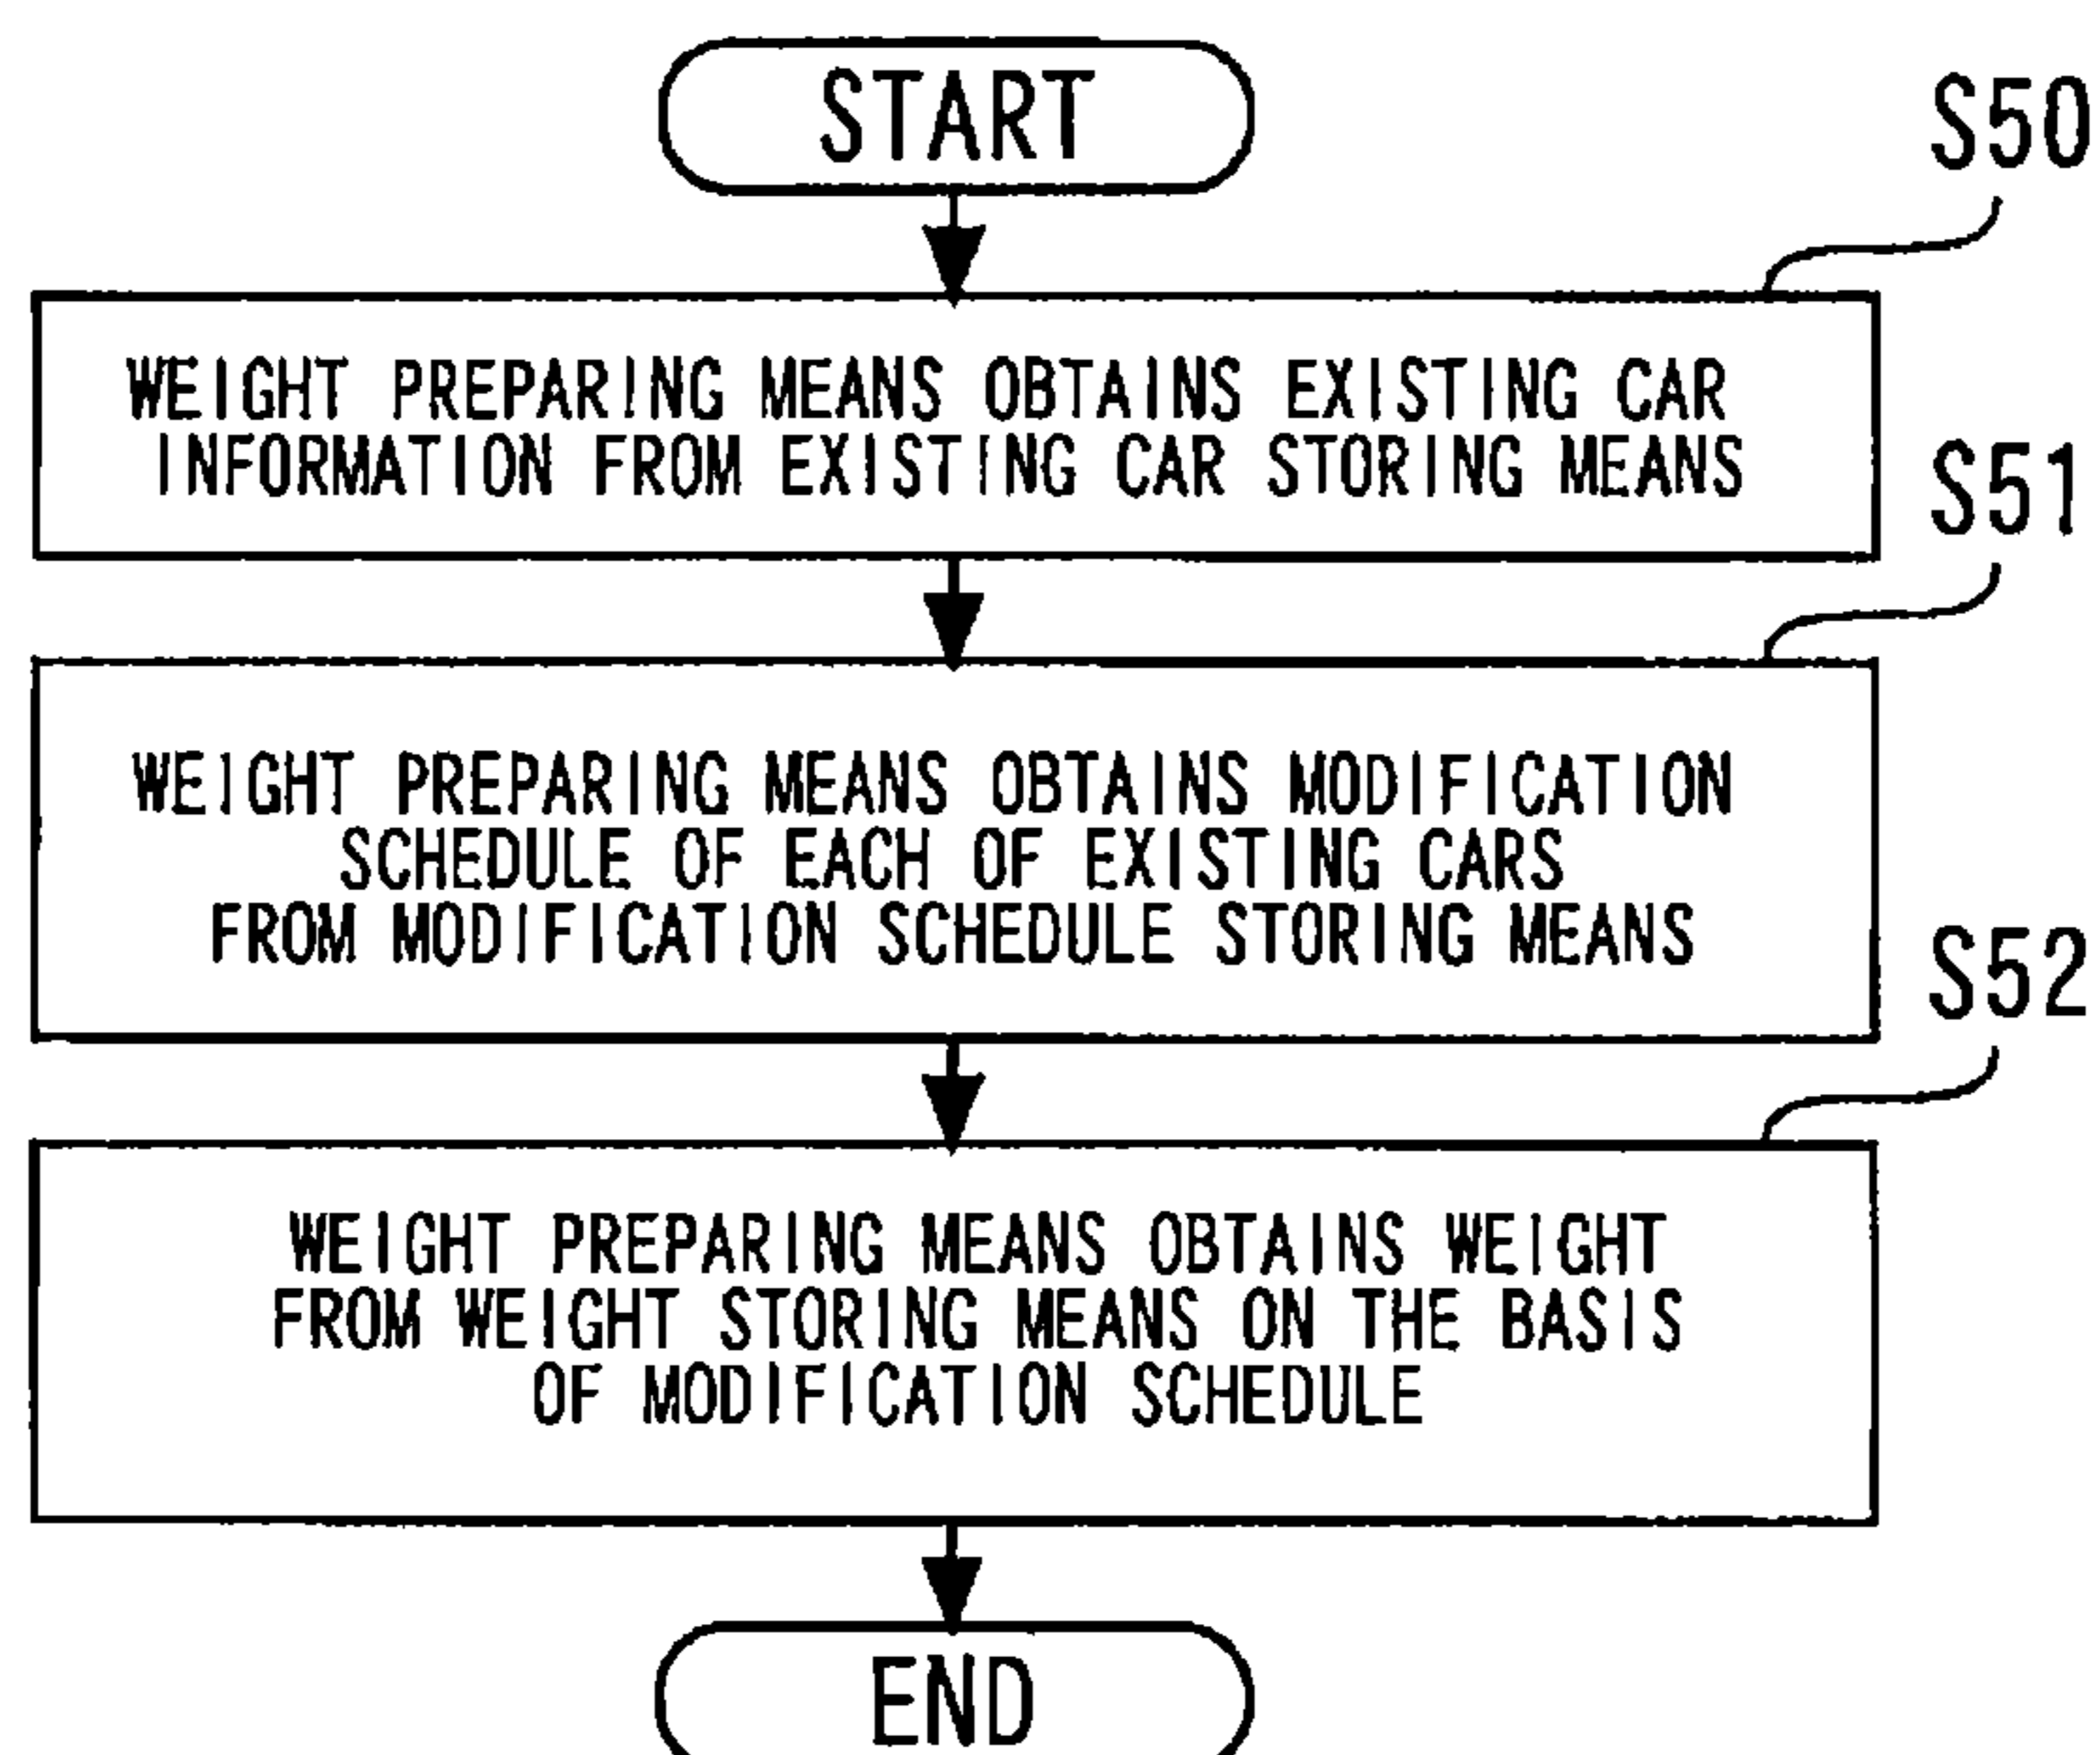 START
S50
WEIGHT PREPARING MEANS OBTAINS EXISTING CAR
INFORMATION FROM EXISTING CAR STORING MEANS
S51
WEIGHT PREPARING MEANS OBTAINS MODIFICATION
SCHEDULE OF EACH OF EXISTING CARS
FROM MODIFICATION SCHEDULE STORING MEANS
S52
WEIGHT PREPARING MEANS OBTAINS WEIGHT
FROM WEIGHT STORING MEANS ON THE BASIS
OF MODIFICATION SCHEDULE
END